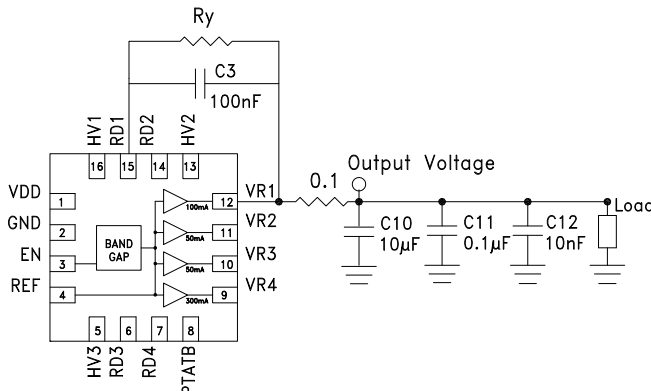 Ry
C3
100nF
HV1
RD1
RD2
HV2
16
15
14
13
Output Voltage
0.1
VDD
1
GND
2
EN
3
REF
4
BAND
GAP
100mA
50mA
50mA
300mA
12
VR1
11
VR2
10
VR3
9
VR4
C10
10µF
C11
0.1µF
C12
10nF
Load
5
6
7
8
HV3
RD3
RD4
PTATB